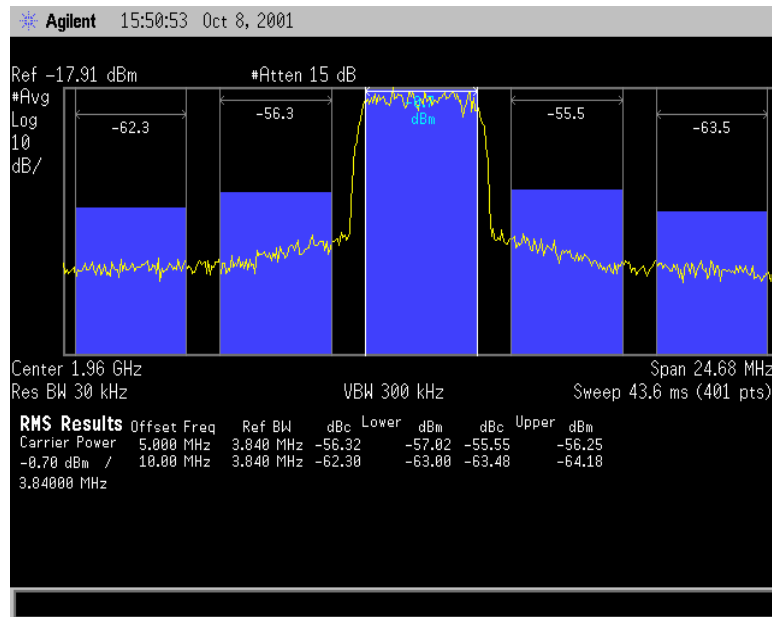 Agilent 15:50:53 Oct 8, 2001
Ref -17.91 dBm #Atten 15 dB
#Avg
Log
10
dB/
-62.3 -56.3 -0.7 -55.5 -63.5
dBm
Center 1.96 GHz Span 24.68 MHz
Res BW 30 kHz VBW 300 kHz Sweep 43.6 ms (401 pts)
RMS Results Offset Freq Ref BW dBc Lower dBm dBc Upper dBm
Carrier Power 5.000 MHz 3.840 MHz -56.32 -57.02 -55.55 -56.25
-0.70 dBm / 10.00 MHz 3.840 MHz -62.30 -63.00 -63.48 -64.18
3.84000 MHz